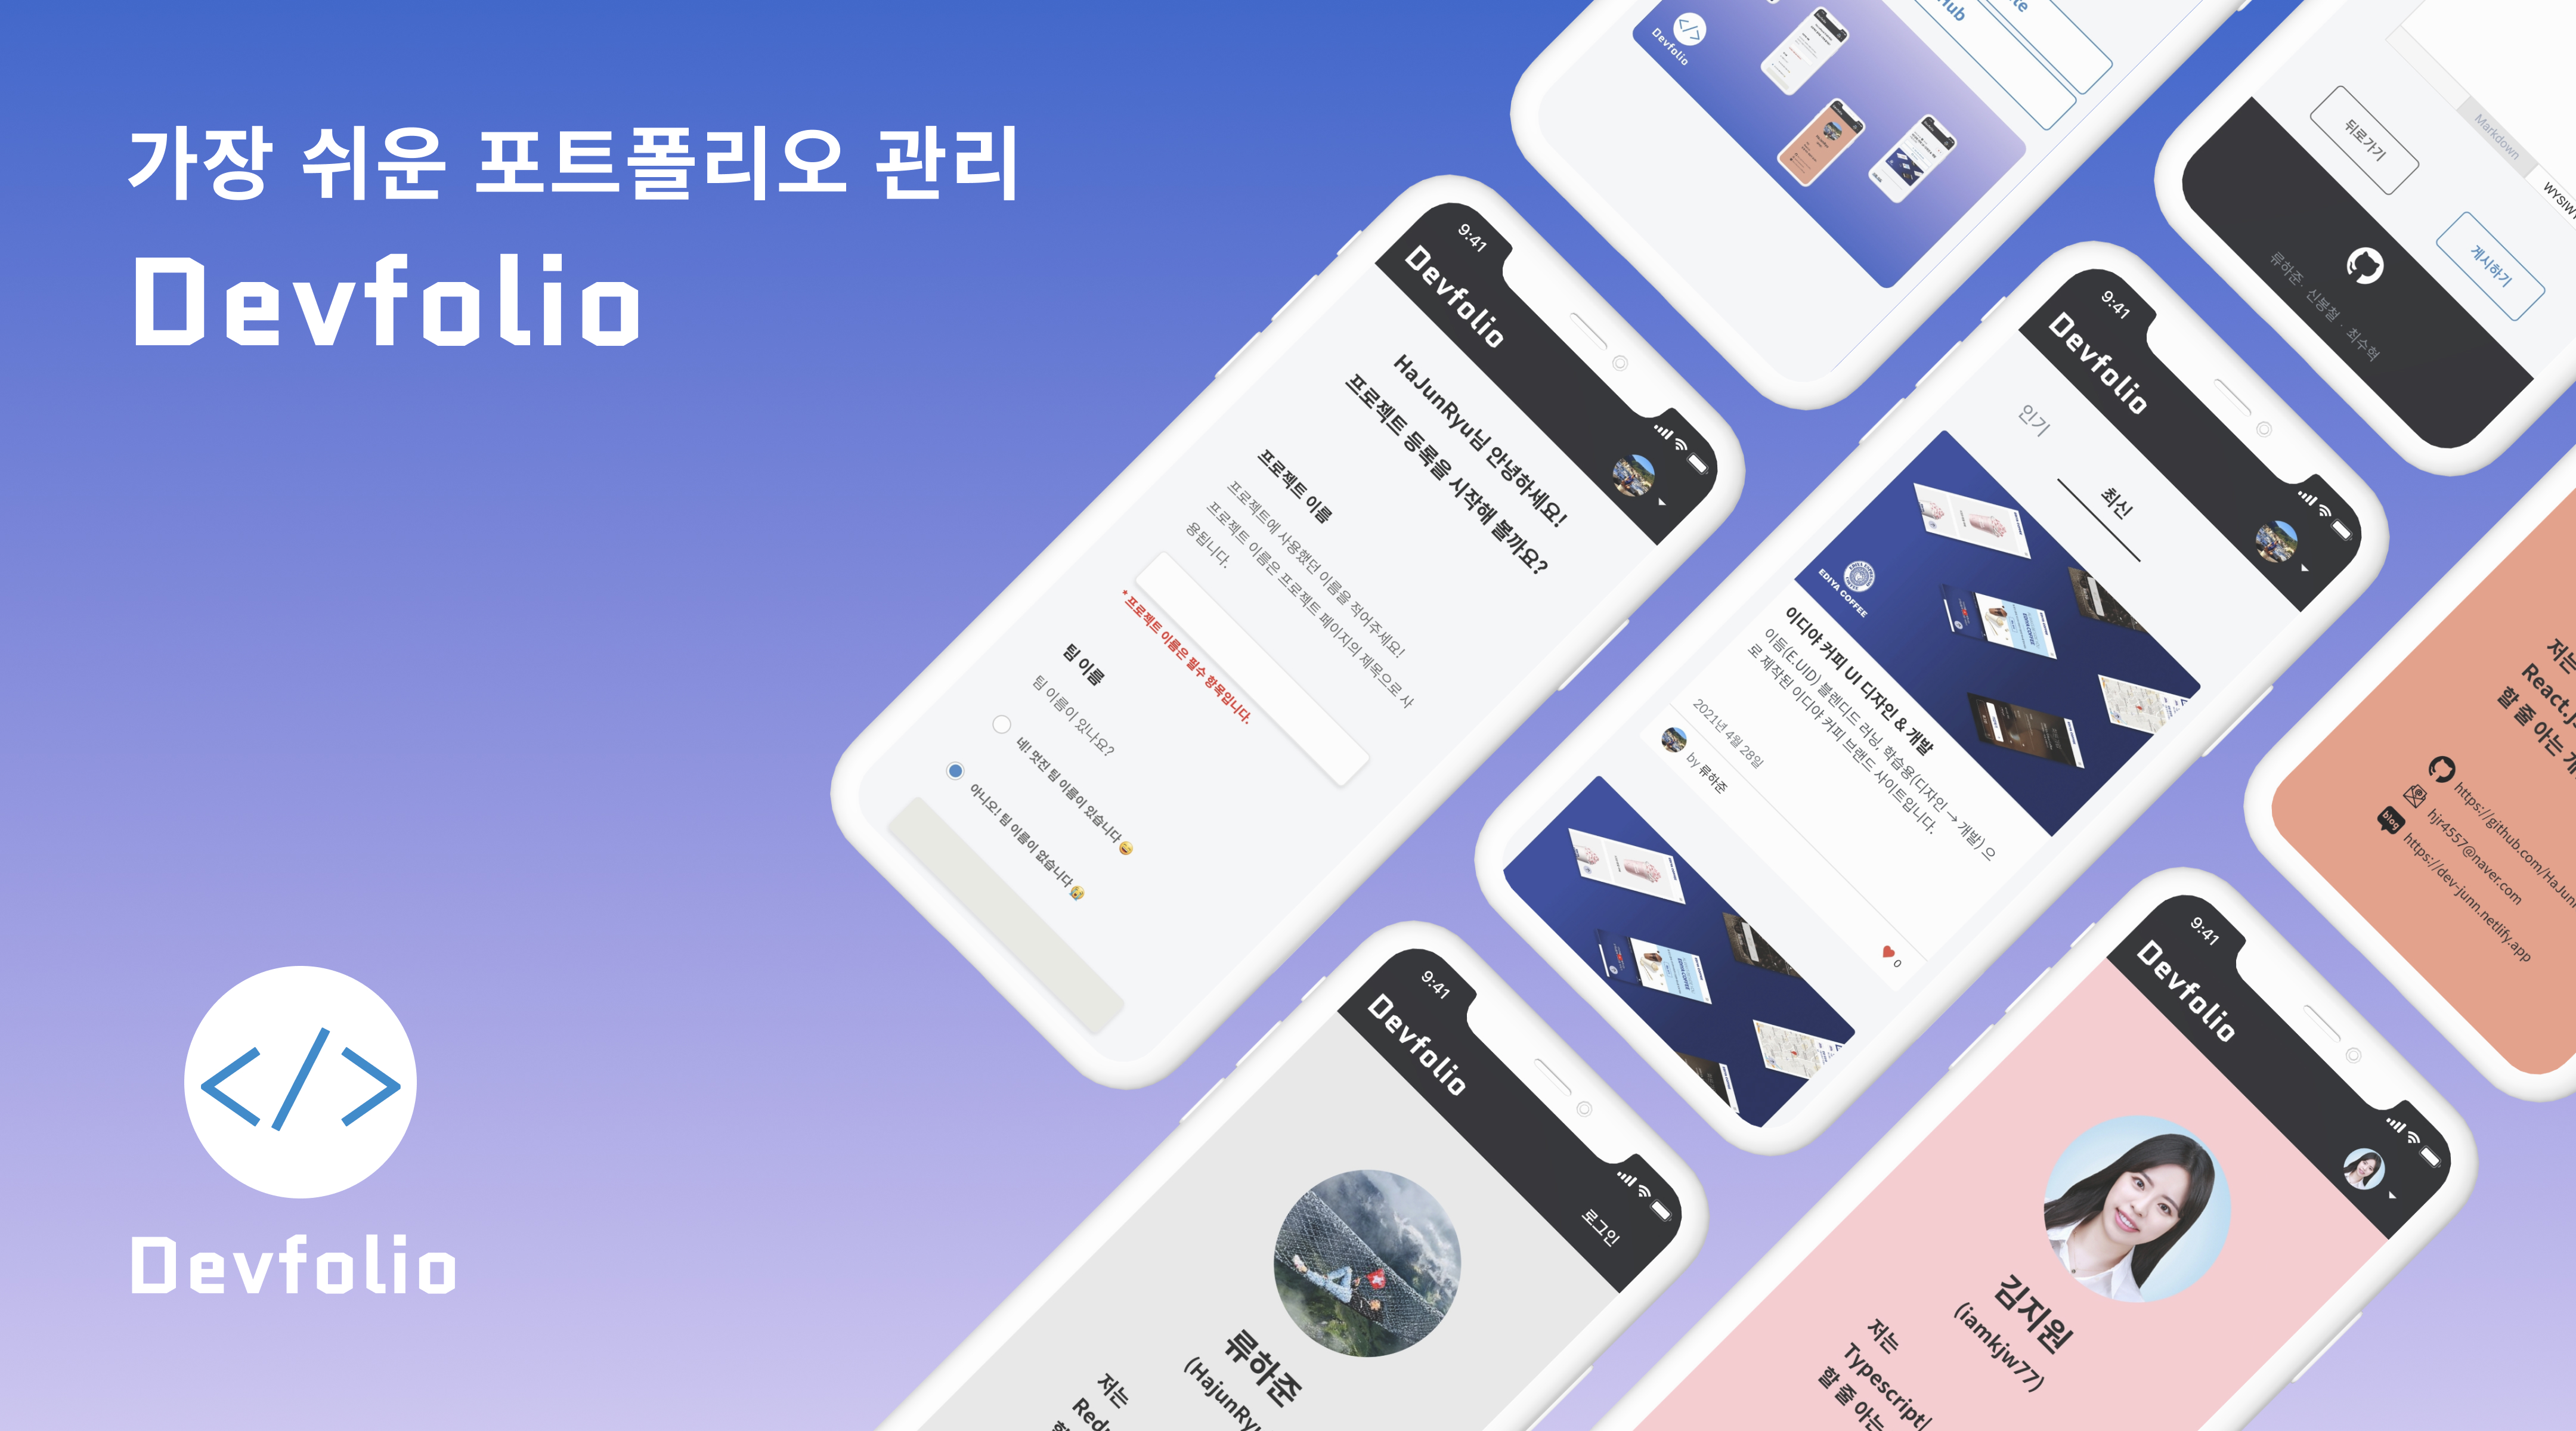 가장 쉬운 포트폴리오 관리
Devfolio
</>
Devfolio
Devfolio
9:41
Devfolio
HaJunRyu님 안녕하세요!
프로젝트 등록을 시작해 볼까요?
프로젝트 이름
프로젝트에 사용했던 이름을 적어주세요!
프로젝트 이름은 프로젝트 페이지의 제목으로 사
용됩니다.
* 프로젝트 이름은 필수 항목입니다.
팀 이름
팀 이름이 있나요?
네! 멋진 팀 이름이 있습니다😄
아니오! 팀 이름이 없습니다😢
Markdown
뒤로가기
게시하기
류하준 · 신봉철 · 최수혁
9:41
Devfolio
인기
최신
EDIYA COFFEE
이디야 커피 UI 디자인 & 개발
이듬(E.UID) 블렌디드 러닝, 학습용(디자인 → 개발) 으
로 제작된 이디야 커피 브랜드 사이트입니다.
2021년 4월 28일
by 류하준
0
저는
React.js
할 줄 아는
https://github.com/HaJun
hjr4557@naver.com
blog
https://dev-junn.netlify.app
9:41
Devfolio
로그인
류하준
(HajunRyu
저는
9:41
Devfolio
김지원
(iamkjw77)
저는
Typescript|
할 줄 아는